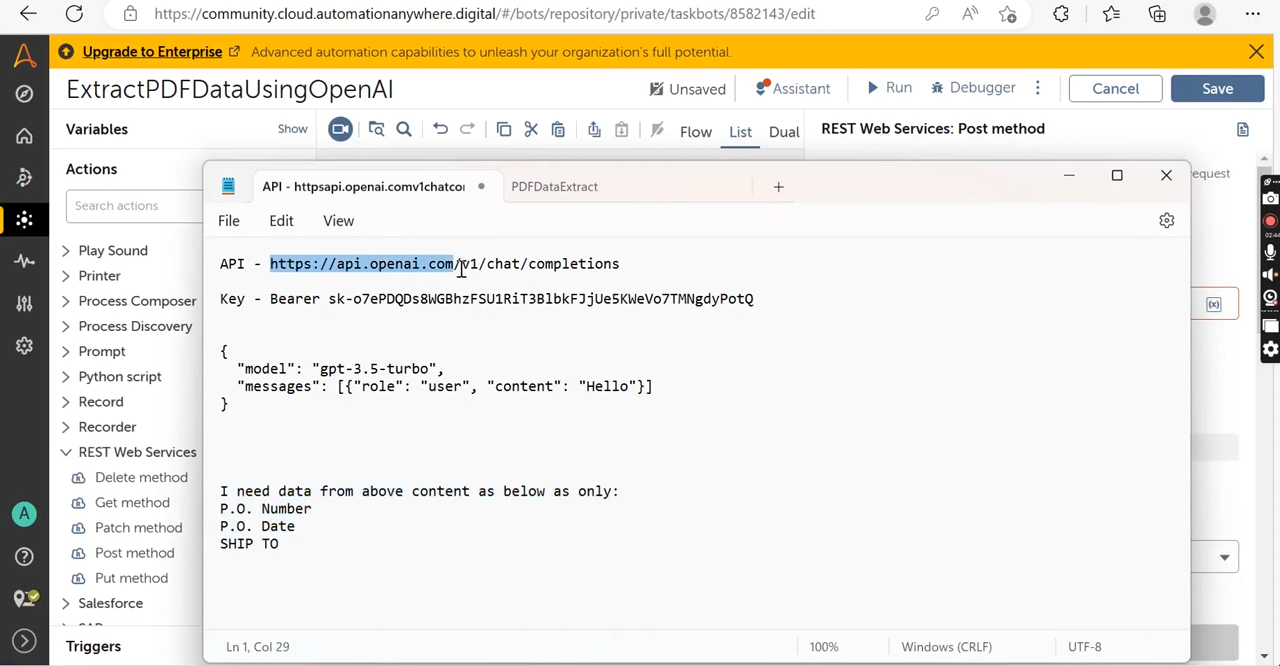 https://community.cloud.automationanywhere.digital/#/bots/repository/private/taskbots/8582143/edit
Upgrade to Enterprise Advanced automation capabilities to unleash your organization's full potential.
ExtractPDFDataUsingOpenAI
Unsaved
Assistant
Run
Debugger
Cancel
Save
Variables
Show
Flow
List
Dual
REST Web Services: Post method
Actions
Search actions
Play Sound
Printer
Process Composer
Process Discovery
Prompt
Python script
Record
Recorder
REST Web Services
Delete method
Get method
Patch method
Post method
Put method
Salesforce
Triggers
A
API - httpsapi.openai.comv1chatcor
PDFDataExtract
File
Edit
View
API - https://api.openai.com/v1/chat/completions
Key - Bearer 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
{
"model": "gpt-3.5-turbo",
"messages": [{"role": "user", "content": "Hello"}]
}
I need data from above content as below as only:
P.O. Number
P.O. Date
SHIP TO
Ln 1, Col 29
100%
Windows (CRLF)
UTF-8
equest
(x)